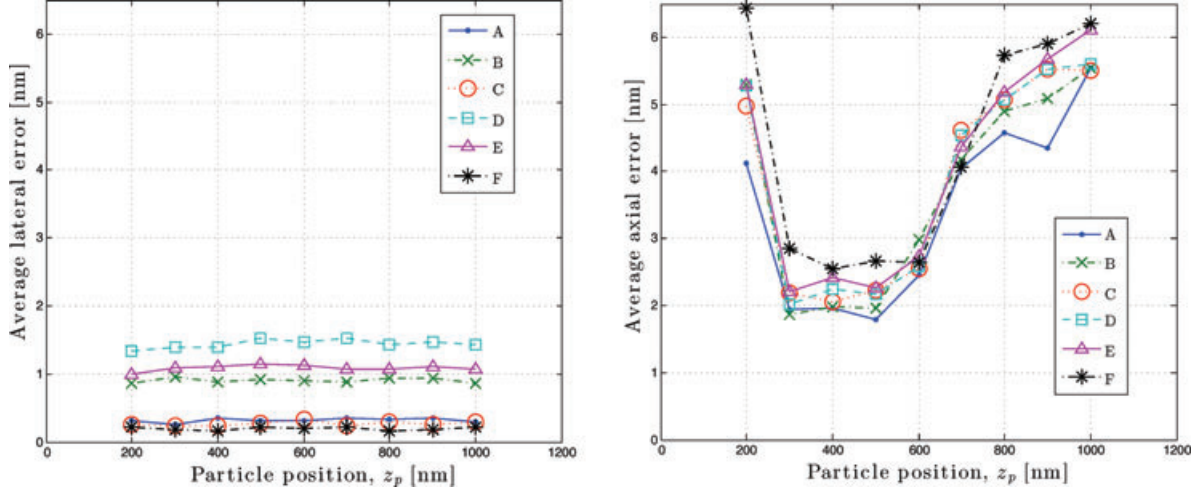 Average lateral error [nm]
6
5
4
3
2
1
0
0
200
400
600
800
1000
1200
Particle position, z_p [nm]
A
B
C
D
E
F
Average axial error [nm]
6
5
4
3
2
1
0
0
200
400
600
800
1000
1200
Particle position, z_p [nm]
A
B
C
D
E
F